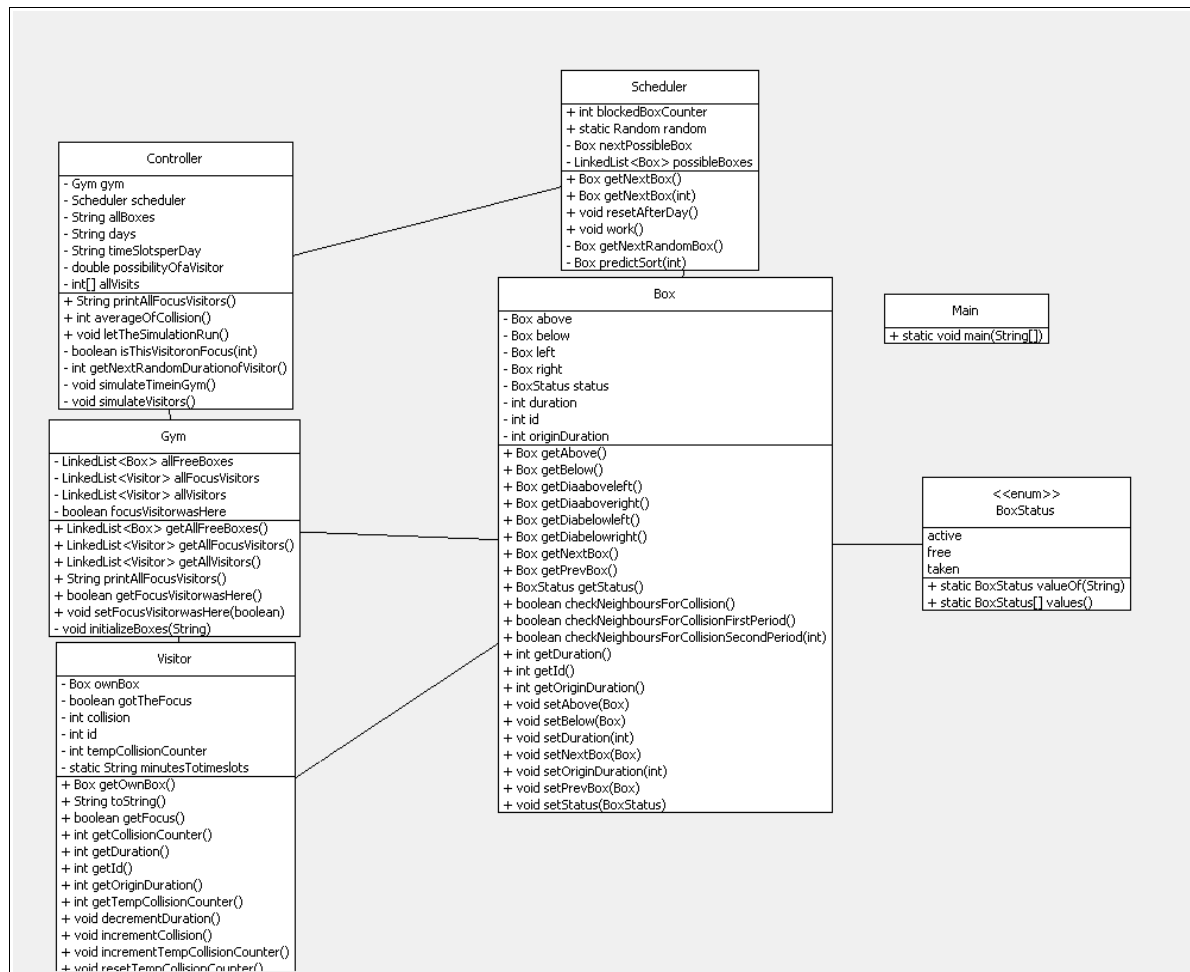 Scheduler
+ int blockedBoxCounter
+ static Random random
- Box nextPossibleBox
- LinkedList<Box> possibleBoxes
+ Box getNextBox()
+ Box getNextBox(int)
+ void resetAfterDay()
+ void work()
- Box getNextRandomBox()
- Box predictSort(int)
Controller
- Gym gym
- Scheduler scheduler
- String allBoxes
- String days
- String timeSlotsperDay
- double possibilityOfaVisitor
- int[] allVisits
+ String printAllFocusVisitors()
+ int averageOfCollision()
+ void letTheSimulationRun()
- boolean isThisVisitoronFocus(int)
- int getNextRandomDurationofVisitor()
- void simulateTimeinGym()
- void simulateVisitors()
Box
- Box above
- Box below
- Box left
- Box right
- BoxStatus status
- int duration
- int id
- int originDuration
+ Box getAbove()
+ Box getBelow()
+ Box getDiaaboveleft()
+ Box getDiaaboveright()
+ Box getDiabelowleft()
+ Box getDiabelowright()
+ Box getNextBox()
+ Box getPrevBox()
+ BoxStatus getStatus()
+ boolean checkNeighboursForCollision()
+ boolean checkNeighboursForCollisionFirstPeriod()
+ boolean checkNeighboursForCollisionSecondPeriod(int)
+ int getDuration()
+ int getId()
+ int getOriginDuration()
+ void setAbove(Box)
+ void setBelow(Box)
+ void setDuration(int)
+ void setNextBox(Box)
+ void setOriginDuration(int)
+ void setPrevBox(Box)
+ void setStatus(BoxStatus)
Main
+ static void main(String[])
Gym
- LinkedList<Box> allFreeBoxes
- LinkedList<Visitor> allFocusVisitors
- LinkedList<Visitor> allVisitors
- boolean focusVisitorwasHere
+ LinkedList<Box> getAllFreeBoxes()
+ LinkedList<Visitor> getAllFocusVisitors()
+ LinkedList<Visitor> getAllVisitors()
+ String printAllFocusVisitors()
+ boolean getFocusVisitorwasHere()
+ void setFocusVisitorwasHere(boolean)
- void initializeBoxes(String)
<<enum>>
BoxStatus
active
free
taken
+ static BoxStatus valueOf(String)
+ static BoxStatus[] values()
Visitor
- Box ownBox
- boolean gotTheFocus
- int collision
- int id
- int tempCollisionCounter
- static String minutesTotimeslots
+ Box getOwnBox()
+ String toString()
+ boolean getFocus()
+ int getCollisionCounter()
+ int getDuration()
+ int getId()
+ int getOriginDuration()
+ int getTempCollisionCounter()
+ void decrementDuration()
+ void incrementCollision()
+ void incrementTempCollisionCounter()
+ void resetTempCollisionCounter()